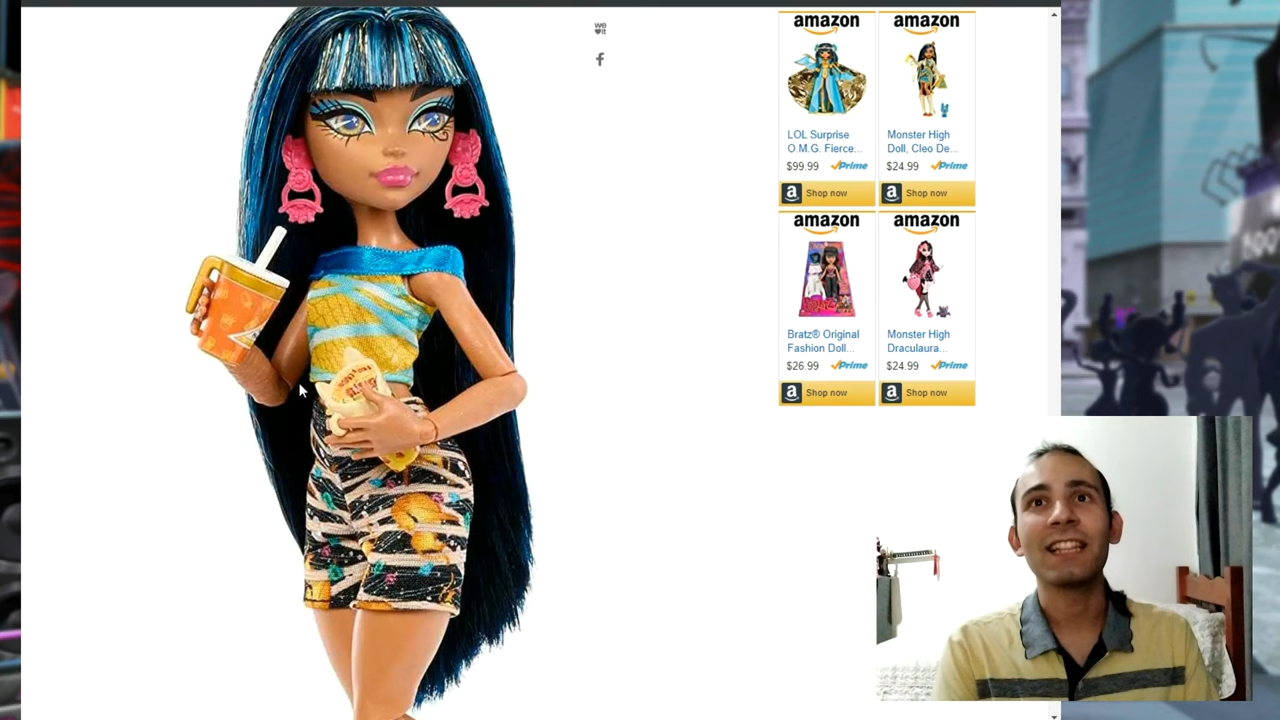 we
it
amazon
LOL Surprise
O.M.G. Fierce...
$99.99 Prime
a Shop now
amazon
Monster High
Doll, Cleo De...
$24.99 Prime
a Shop now
amazon
Bratz® Original
Fashion Doll...
$26.99 Prime
a Shop now
amazon
Monster High
Draculaura...
$24.99 Prime
a Shop now